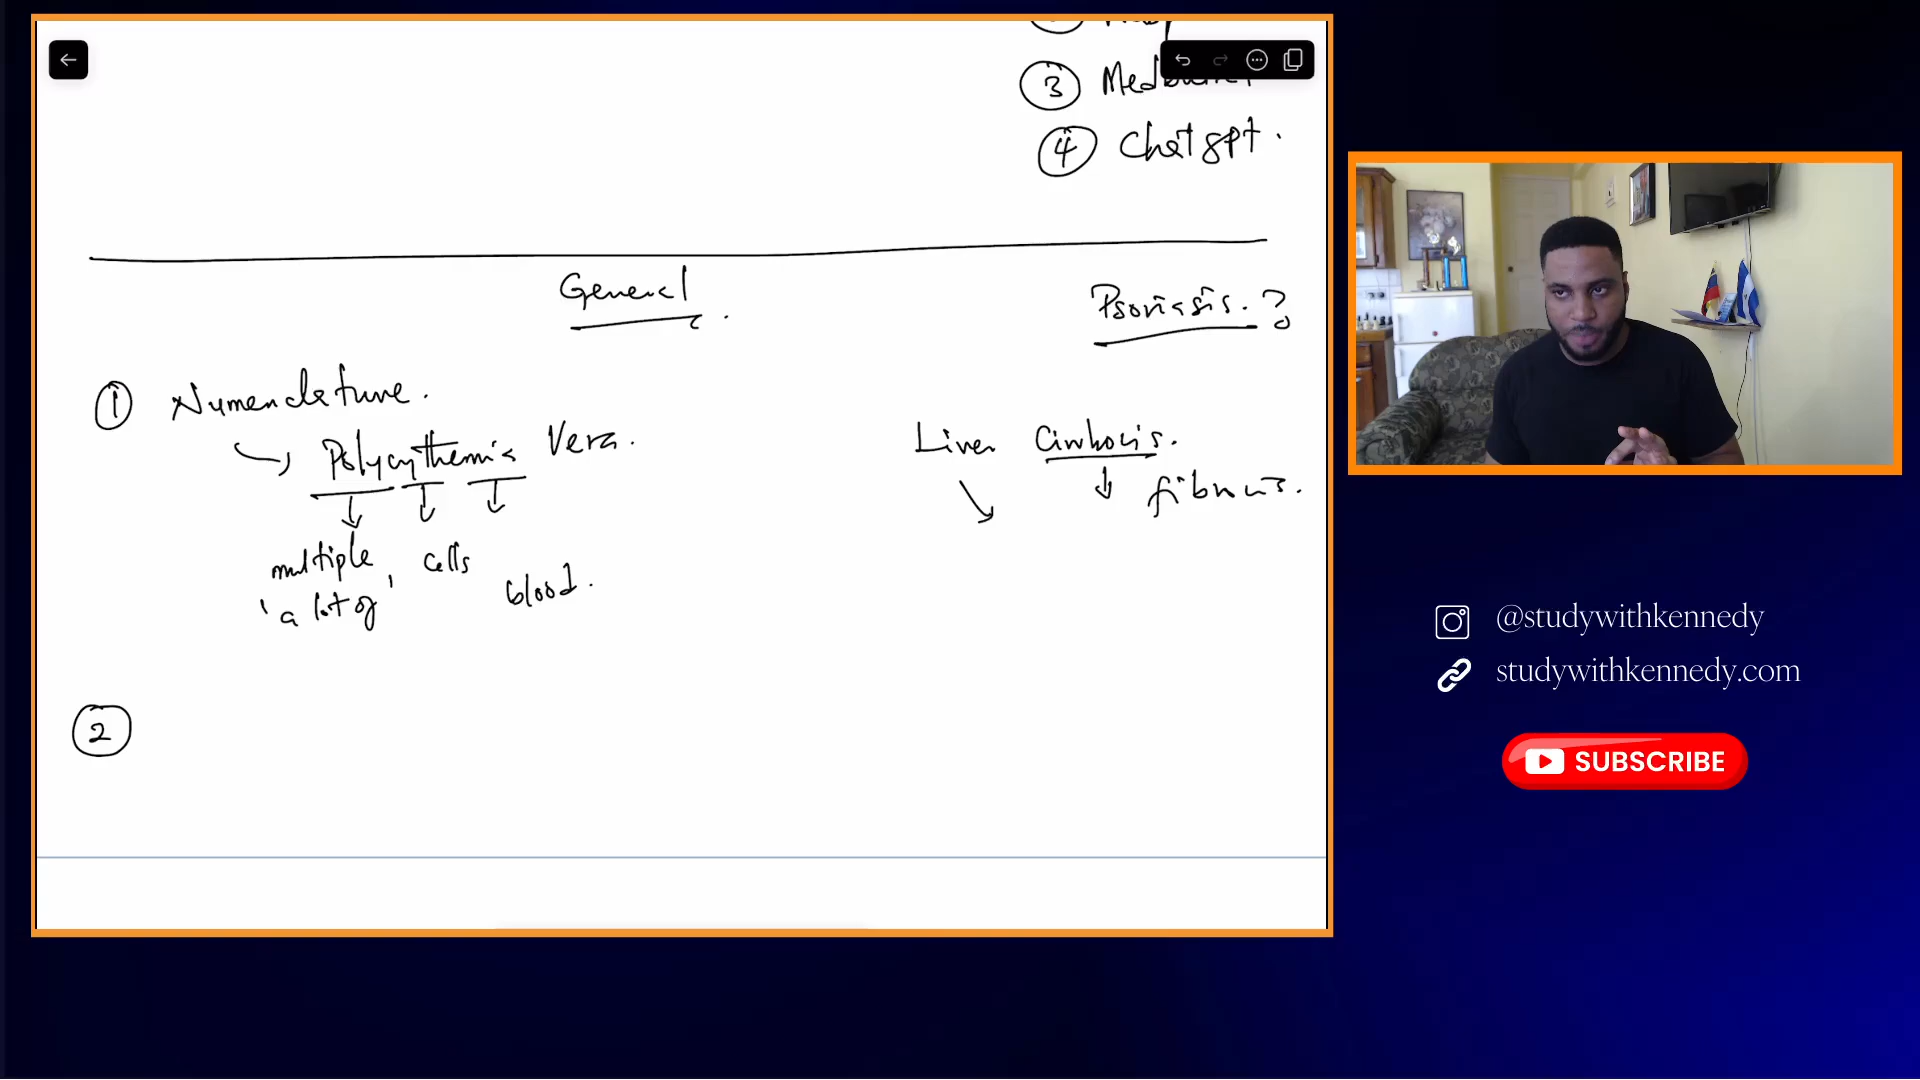 ③
④ Chatgpt.
General.
Psoriasis.?
① Numenclature.
Polycythemia Vera.
Liver Cirrhosis.
fibrosis.
multiple cells
'a lot of' blood.
②
@studywithkennedy
studywithkennedy.com
SUBSCRIBE